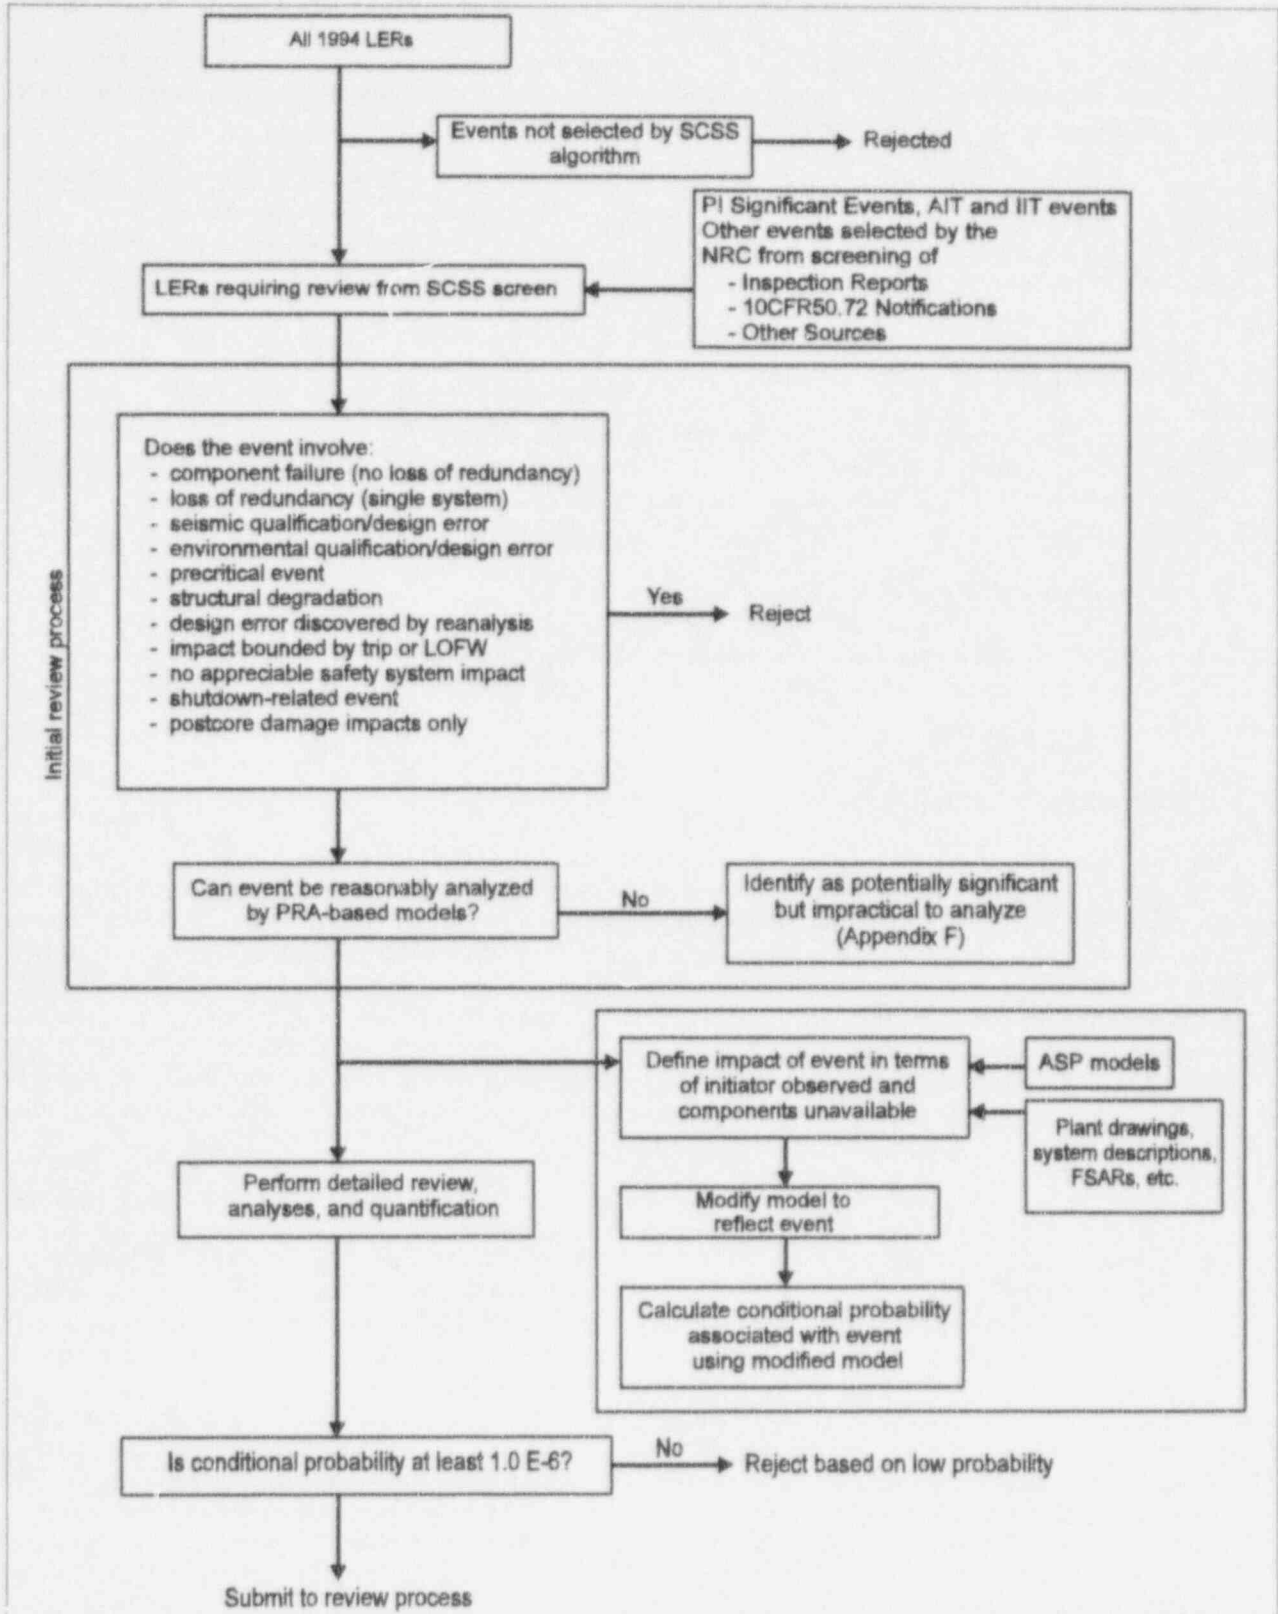 All 1994 LERs
Events not selected by SCSS
algorithm
Rejected
PI Significant Events, AIT and IIT events
Other events selected by the
NRC from screening of
- Inspection Reports
- 10CFR50.72 Notifications
- Other Sources
LERs requiring review from SCSS screen
Initial review process
Does the event involve:
- component failure (no loss of redundancy)
- loss of redundancy (single system)
- seismic qualification/design error
- environmental qualification/design error
- precritical event
- structural degradation
- design error discovered by reanalysis
- impact bounded by trip or LOFW
- no appreciable safety system impact
- shutdown-related event
- postcore damage impacts only
Yes
Reject
Can event be reasonably analyzed
by PRA-based models?
No
Identify as potentially significant
but impractical to analyze
(Appendix F)
Define impact of event in terms
of initiator observed and
components unavailable
ASP models
Plant drawings,
system descriptions,
FSARs, etc.
Perform detailed review,
analyses, and quantification
Modify model to
reflect event
Calculate conditional probability
associated with event
using modified model
Is conditional probability at least 1.0 E-6?
No
Reject based on low probability
Submit to review process